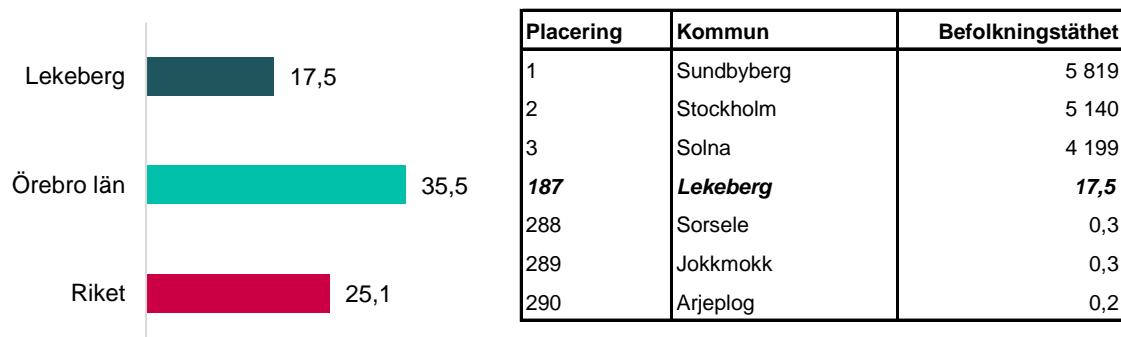 Lekeberg 17,5
Örebro län 35,5
Riket 25,1
Placering Kommun Befolkningstäthet
1 Sundbyberg 5 819
2 Stockholm 5 140
3 Solna 4 199
187 Lekeberg 17,5
288 Sorsele 0,3
289 Jokkmokk 0,3
290 Arjeplog 0,2